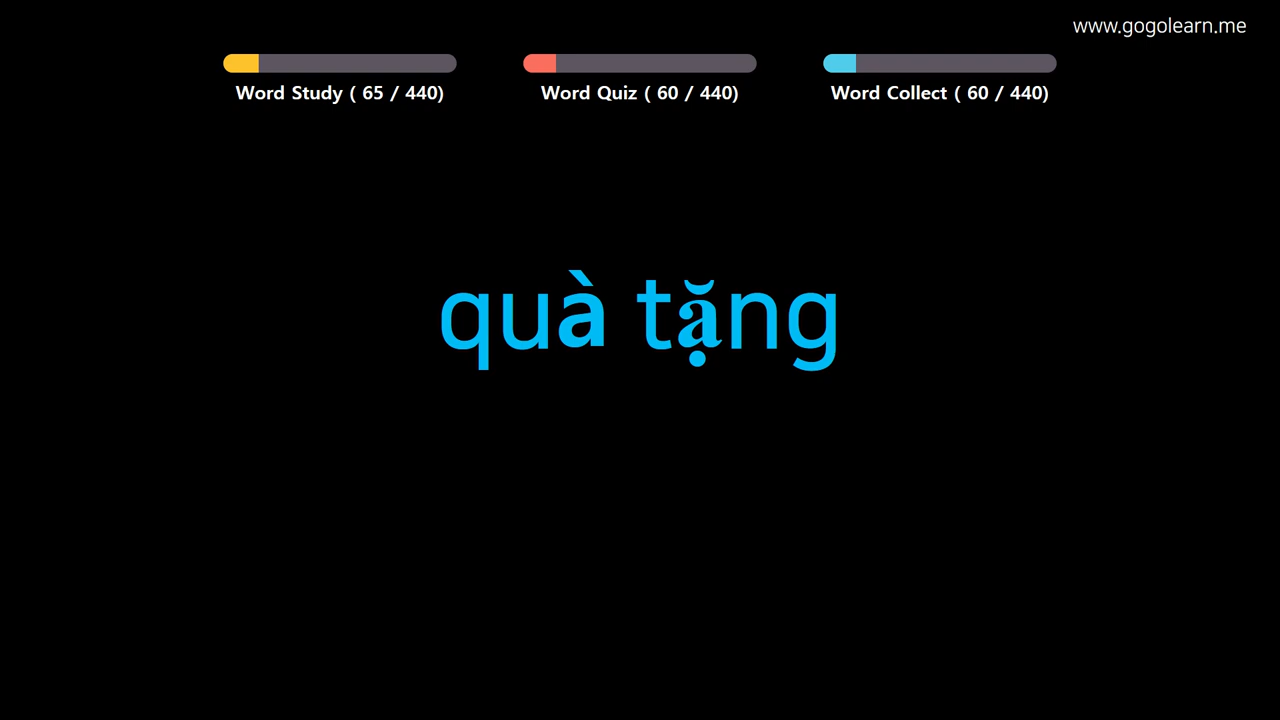 www.gogolearn.me
Word Study ( 65 / 440)
Word Quiz ( 60 / 440)
Word Collect ( 60 / 440)
quà tặng